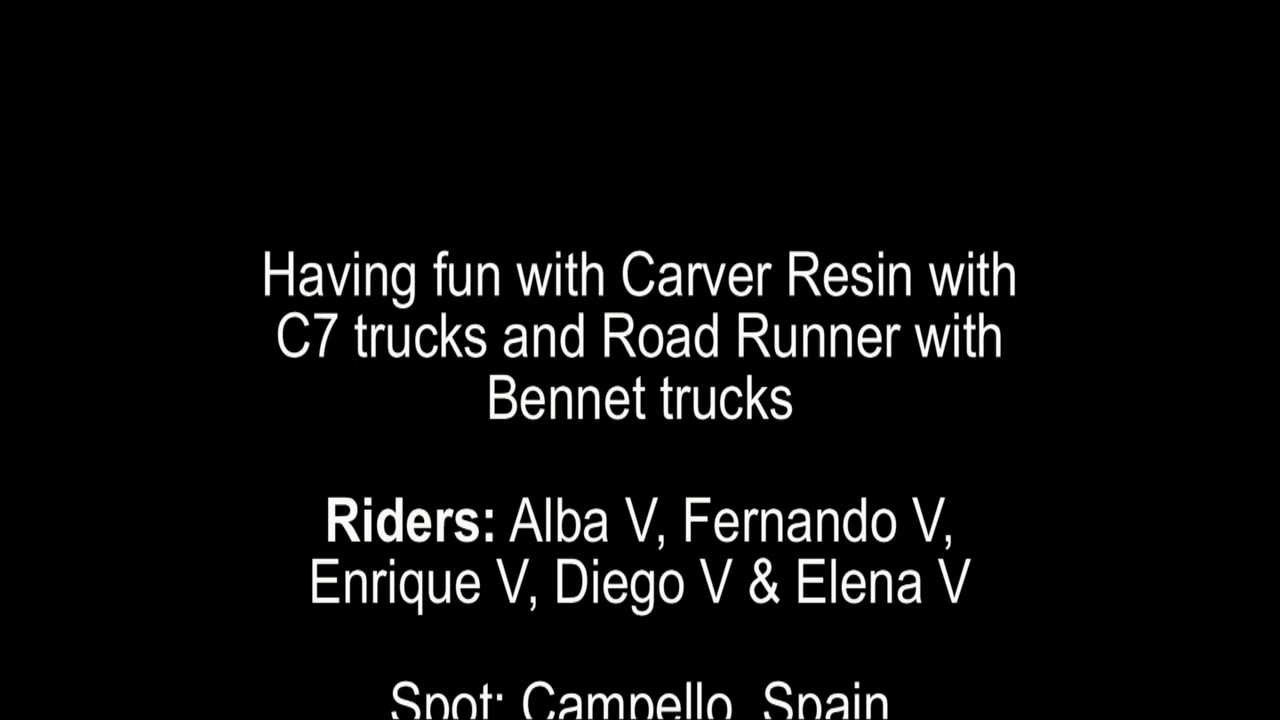 Having fun with Carver Resin with
C7 trucks and Road Runner with
Bennet trucks
Riders: Alba V, Fernando V,
Enrique V, Diego V & Elena V
Spot: Campello, Spain